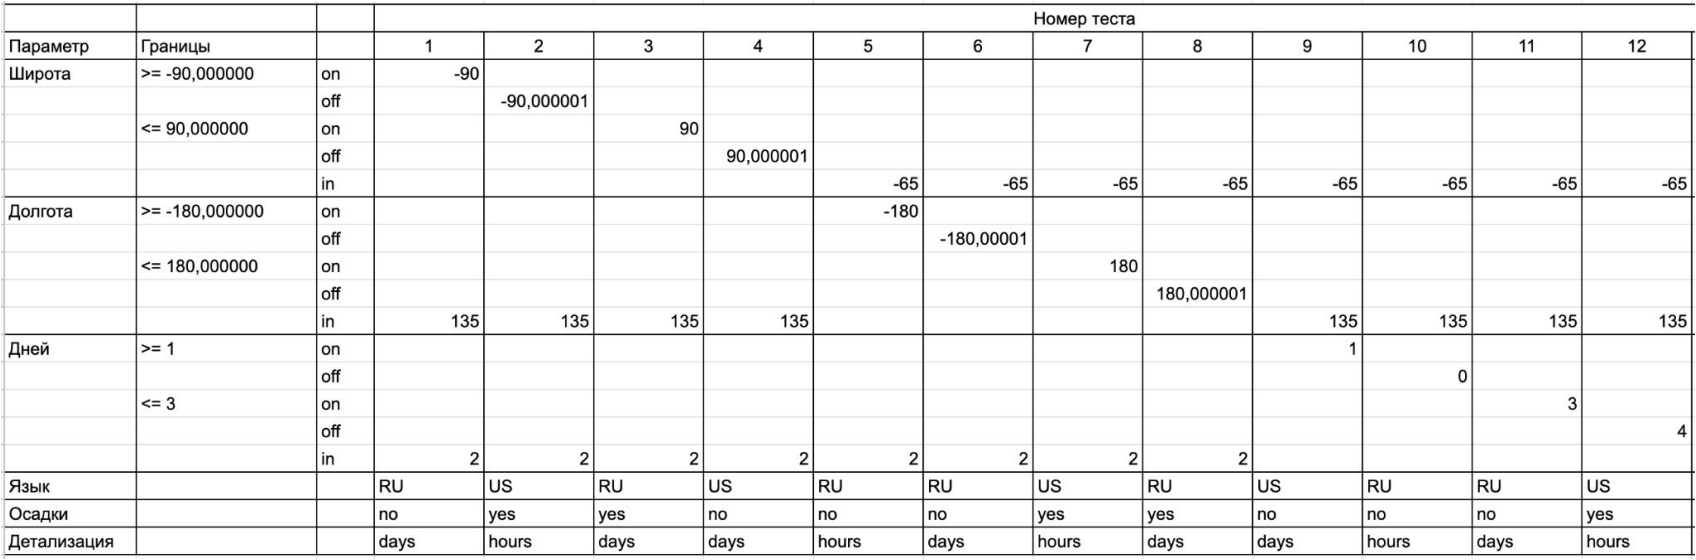 Номер теста
Параметр Границы 1 2 3 4 5 6 7 8 9 10 11 12
Широта >= -90,000000 on -90
off -90,000001
<= 90,000000 on 90
off 90,000001
in -65 -65 -65 -65 -65 -65 -65 -65
Долгота >= -180,000000 on -180
off -180,00001
<= 180,000000 on 180
off 180,000001
in 135 135 135 135 135 135 135 135
Дней >= 1 on 1
off 0
<= 3 on 3
off 4
in 2 2 2 2 2 2 2 2
Язык RU US RU US RU RU US RU US RU RU US
Осадки no yes yes no no no yes yes no no no yes
Детализация days hours days days hours days hours days days hours days hours